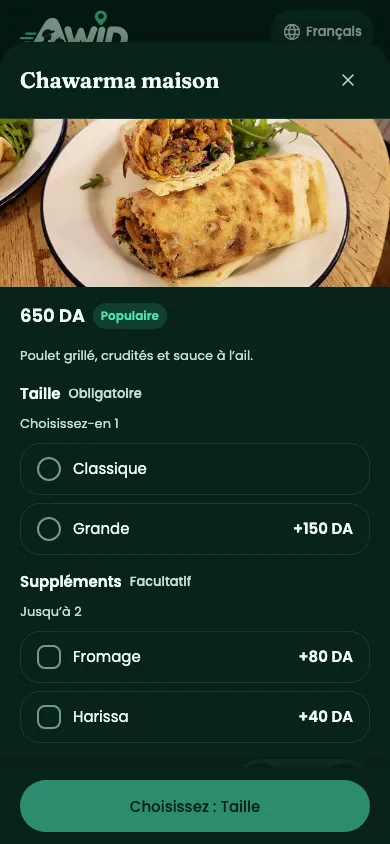 Awin
Français
Chawarma maison
650 DA Populaire
Poulet grillé, crudités et sauce à l’ail.
Taille Obligatoire
Choisissez-en 1
Classique
Grande +150 DA
Suppléments Facultatif
Jusqu’à 2
Fromage +80 DA
Harissa +40 DA
Choisissez : Taille